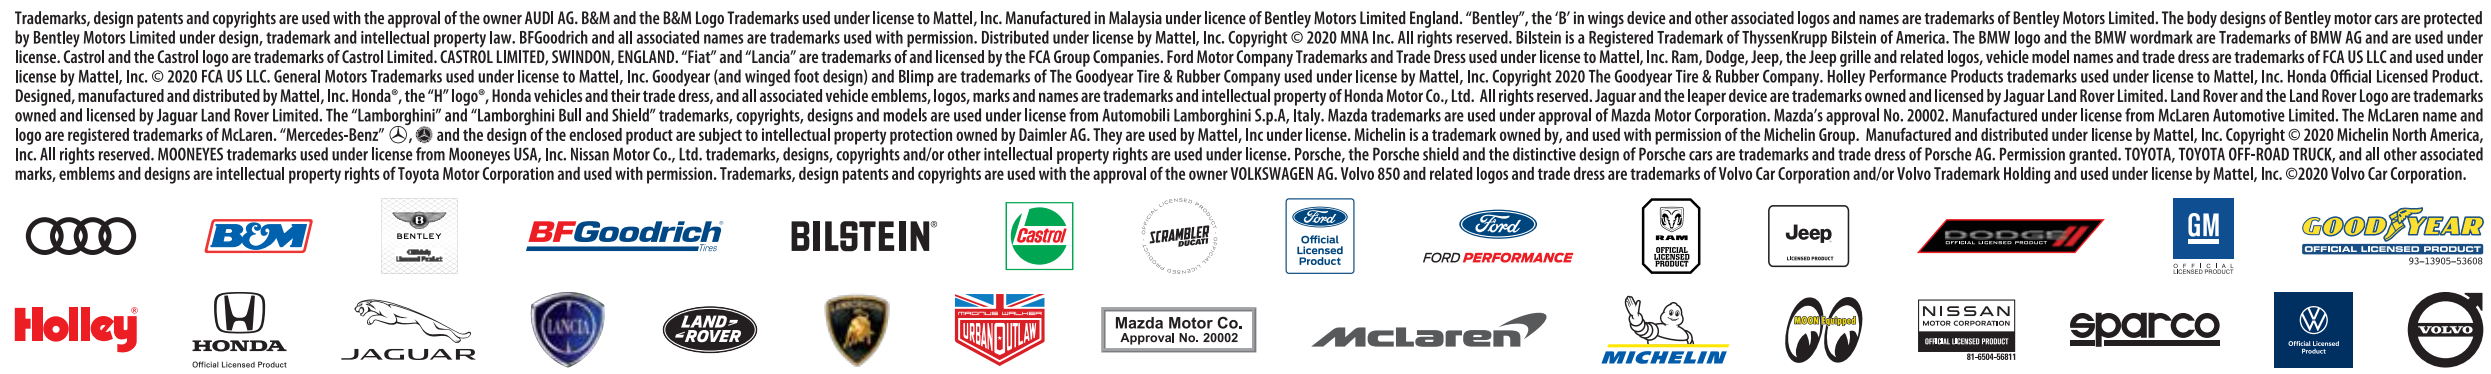 Trademarks, design patents and copyrights are used with the approval of the owner AUDI AG. B&M and the B&M Logo Trademarks used under license to Mattel, Inc. Manufactured in Malaysia under licence of Bentley Motors Limited England. “Bentley”, the ‘B’ in wings device and other associated logos and names are trademarks of Bentley Motors Limited. The body designs of Bentley motor cars are protected
by Bentley Motors Limited under design, trademark and intellectual property law. BFGoodrich and all associated names are trademarks used with permission. Distributed under license by Mattel, Inc. Copyright © 2020 MNA Inc. All rights reserved. Bilstein is a Registered Trademark of ThyssenKrupp Bilstein of America. The BMW logo and the BMW wordmark are Trademarks of BMW AG and are used under
license. Castrol and the Castrol logo are trademarks of Castrol Limited. CASTROL LIMITED, SWINDON, ENGLAND. “Fiat” and “Lancia” are trademarks of and licensed by the FCA Group Companies. Ford Motor Company Trademarks and Trade Dress used under license to Mattel, Inc. Ram, Dodge, Jeep, the Jeep grille and related logos, vehicle model names and trade dress are trademarks of FCA US LLC and used under
license by Mattel, Inc. © 2020 FCA US LLC. General Motors Trademarks used under license to Mattel, Inc. Goodyear (and winged foot design) and Blimp are trademarks of The Goodyear Tire & Rubber Company used under license by Mattel, Inc. Copyright 2020 The Goodyear Tire & Rubber Company. Holley Performance Products trademarks used under license to Mattel, Inc. Honda Official Licensed Product.
Designed, manufactured and distributed by Mattel, Inc. Honda®, the “H” logo®, Honda vehicles and their trade dress, and all associated vehicle emblems, logos, marks and names are trademarks and intellectual property of Honda Motor Co., Ltd. All rights reserved. Jaguar and the leaper device are trademarks owned and licensed by Jaguar Land Rover Limited. Land Rover and the Land Rover Logo are trademarks
owned and licensed by Jaguar Land Rover Limited. The “Lamborghini” and “Lamborghini Bull and Shield” trademarks, copyrights, designs and models are used under license from Automobili Lamborghini S.p.A, Italy. Mazda trademarks are used under approval of Mazda Motor Corporation. Mazda’s approval No. 20002. Manufactured under license from McLaren Automotive Limited. The McLaren name and
logo are registered trademarks of McLaren. “Mercedes-Benz” , and the design of the enclosed product are subject to intellectual property protection owned by Daimler AG. They are used by Mattel, Inc under license. Michelin is a trademark owned by, and used with permission of the Michelin Group. Manufactured and distributed under license by Mattel, Inc. Copyright © 2020 Michelin North America,
Inc. All rights reserved. MOONEYES trademarks used under license from Mooneyes USA, Inc. Nissan Motor Co., Ltd. trademarks, designs, copyrights and/or other intellectual property rights are used under license. Porsche, the Porsche shield and the distinctive design of Porsche cars are trademarks and trade dress of Porsche AG. Permission granted. TOYOTA, TOYOTA OFF-ROAD TRUCK, and all other associated
marks, emblems and designs are intellectual property rights of Toyota Motor Corporation and used with permission. Trademarks, design patents and copyrights are used with the approval of the owner VOLKSWAGEN AG. Volvo 850 and related logos and trade dress are trademarks of Volvo Car Corporation and/or Volvo Trademark Holding and used under license by Mattel, Inc. ©2020 Volvo Car Corporation.
B&M
B
BENTLEY
Officially
Licensed Product
BFGoodrich®
Tires
BILSTEIN®
Castrol
OFFICIAL LICENSED PRODUCT
SCRAMBLER
DUCATI
OFFICIAL LICENSED PRODUCT
Ford
Official
Licensed
Product
Ford
FORD PERFORMANCE
RAM
OFFICIAL
LICENSED
PRODUCT
Jeep
LICENSED PRODUCT
DODGE
OFFICIAL LICENSED PRODUCT
GM
OFFICIAL
LICENSED PRODUCT
GOODYEAR
OFFICIAL LICENSED PRODUCT
93–13905–53608
Holley®
HONDA
Official Licensed Product
JAGUAR
LANCIA
LAND-
-ROVER
MAGNUS WALKER
URBAN OUTLAW
Mazda Motor Co.
Approval No. 20002
McLaren
MICHELIN
MOON Equipped
NISSAN
MOTOR CORPORATION
OFFICIAL LICENSED PRODUCT
81-6504-56811
sparco
Official Licensed
Product
VOLVO